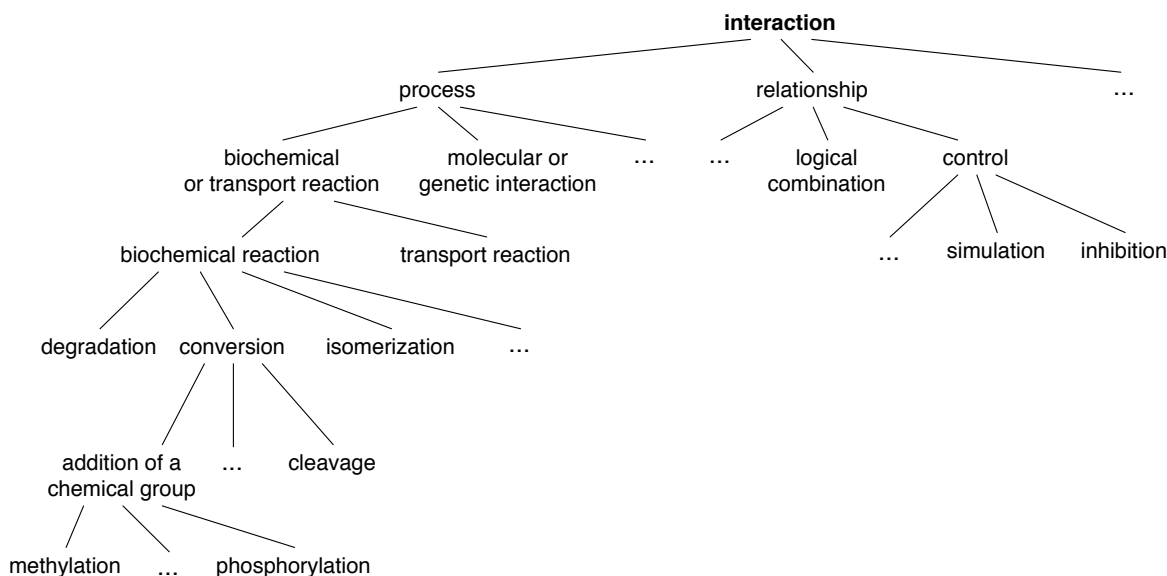 interaction
process
relationship
...
biochemical
or transport reaction
molecular or
genetic interaction
...
...
logical
combination
control
biochemical reaction
transport reaction
...
simulation
inhibition
degradation
conversion
isomerization
...
addition of a
chemical group
...
cleavage
methylation
...
phosphorylation